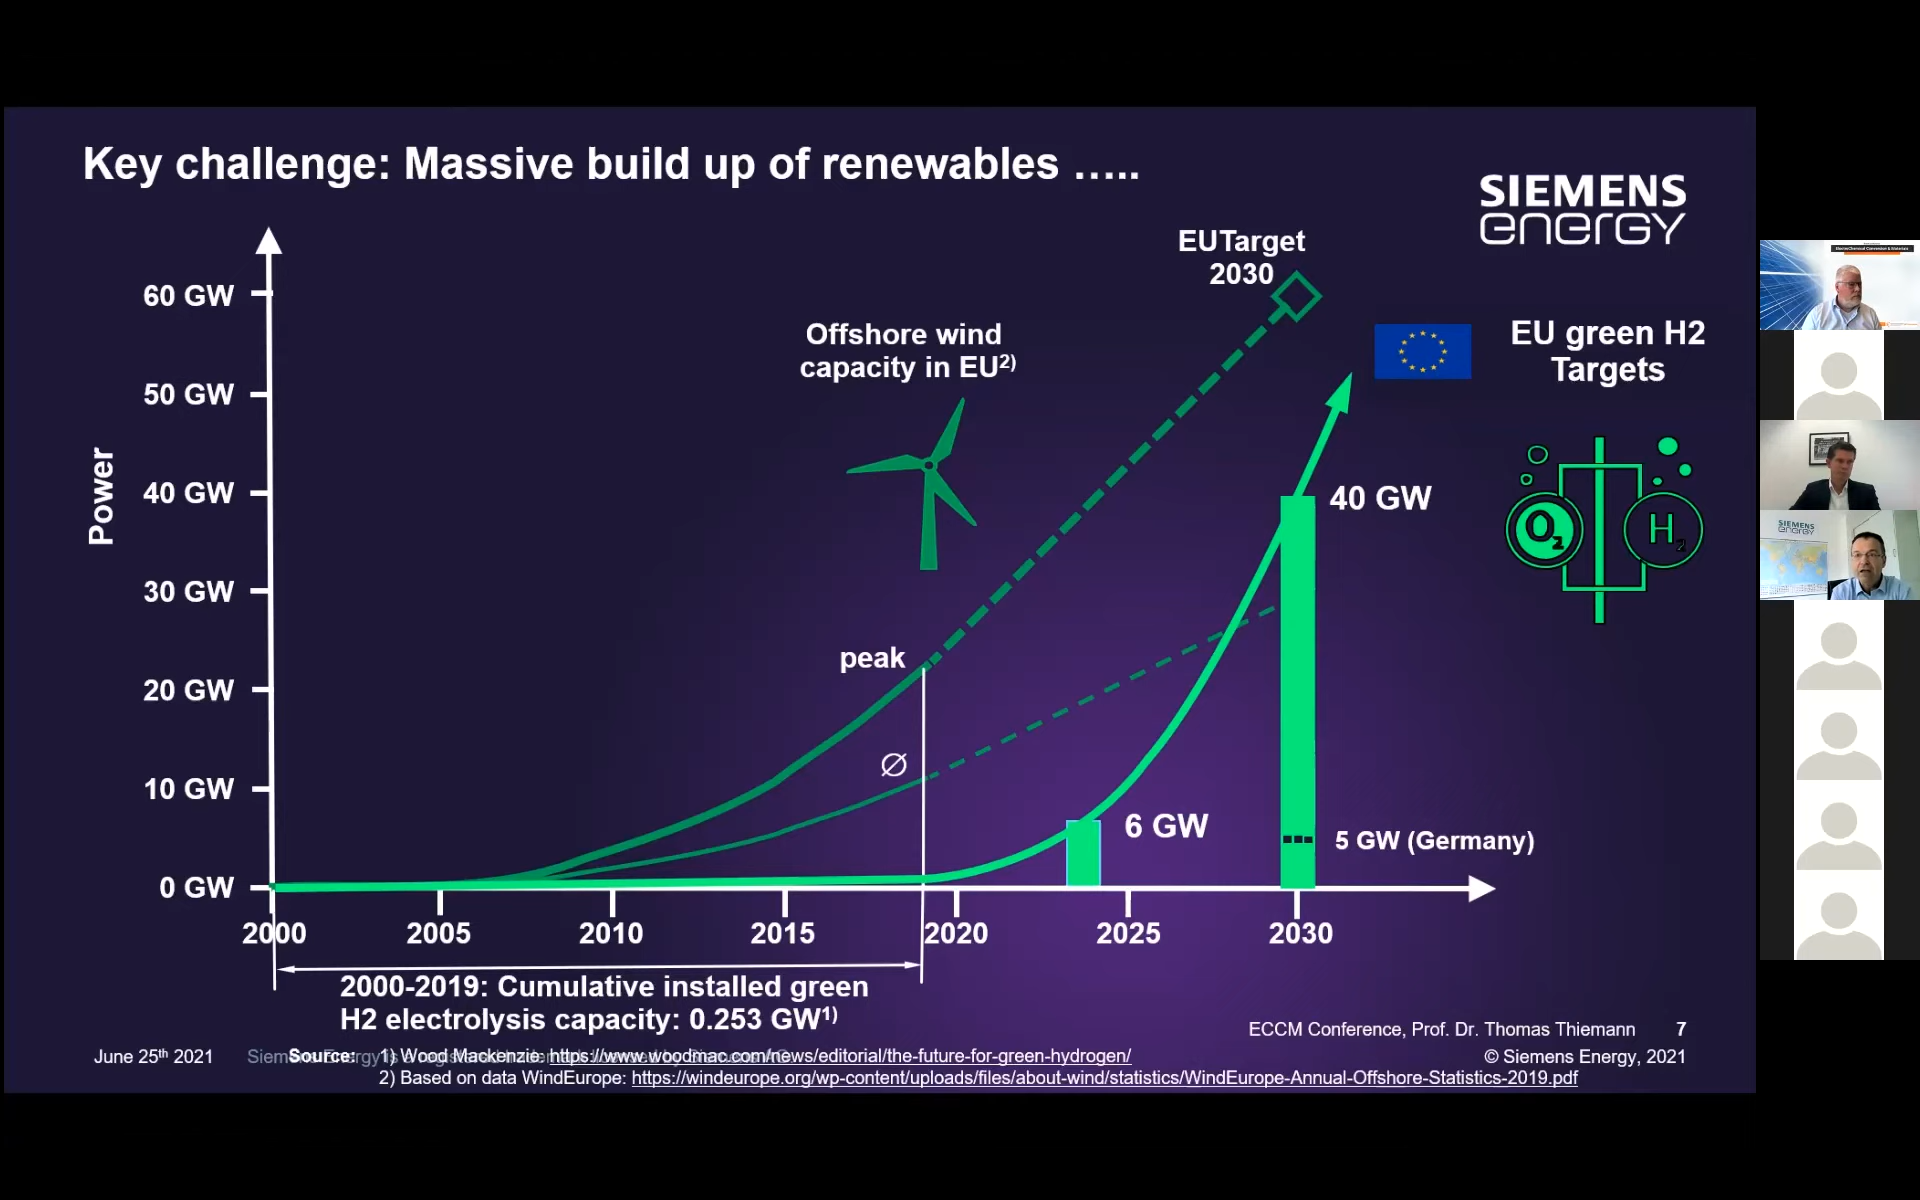 Key challenge: Massive build up of renewables …..
SIEMENS
energy
EU Target
2030
60 GW
Offshore wind
capacity in EU2)
EU green H2
Targets
50 GW
Power
40 GW
40 GW
O2
H2
30 GW
peak
20 GW
Ø
10 GW
6 GW
5 GW (Germany)
0 GW
2000 2005 2010 2015 2020 2025 2030
2000-2019: Cumulative installed green
H2 electrolysis capacity: 0.253 GW1)
ECCM Conference, Prof. Dr. Thomas Thiemann 7
June 25th 2021
Source: 1) Wood Mackenzie: https://www.woodmac.com/news/editorial/the-future-for-green-hydrogen/
© Siemens Energy, 2021
2) Based on data WindEurope: https://windeurope.org/wp-content/uploads/files/about-wind/statistics/WindEurope-Annual-Offshore-Statistics-2019.pdf
SIEMENS
energy